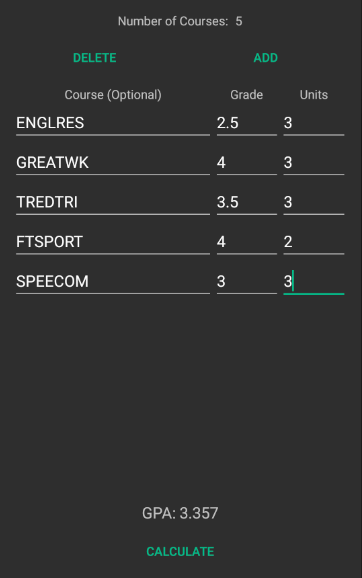 Number of Courses: 5
DELETE ADD
Course (Optional) Grade Units
ENGLRES 2.5 3
GREATWK 4 3
TREDTRI 3.5 3
FTSPORT 4 2
SPEECOM 3 3
GPA: 3.357
CALCULATE